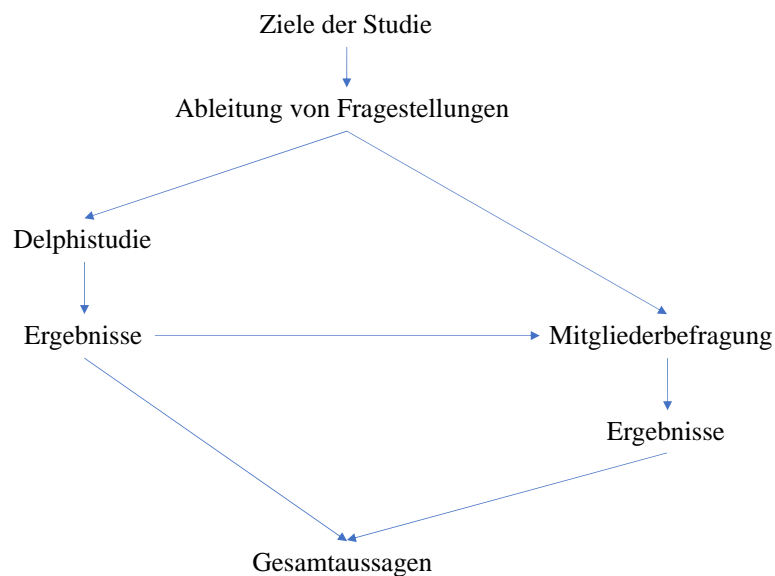 Ziele der Studie
Ableitung von Fragestellungen
Delphistudie
Ergebnisse
Mitgliederbefragung
Ergebnisse
Gesamtaussagen